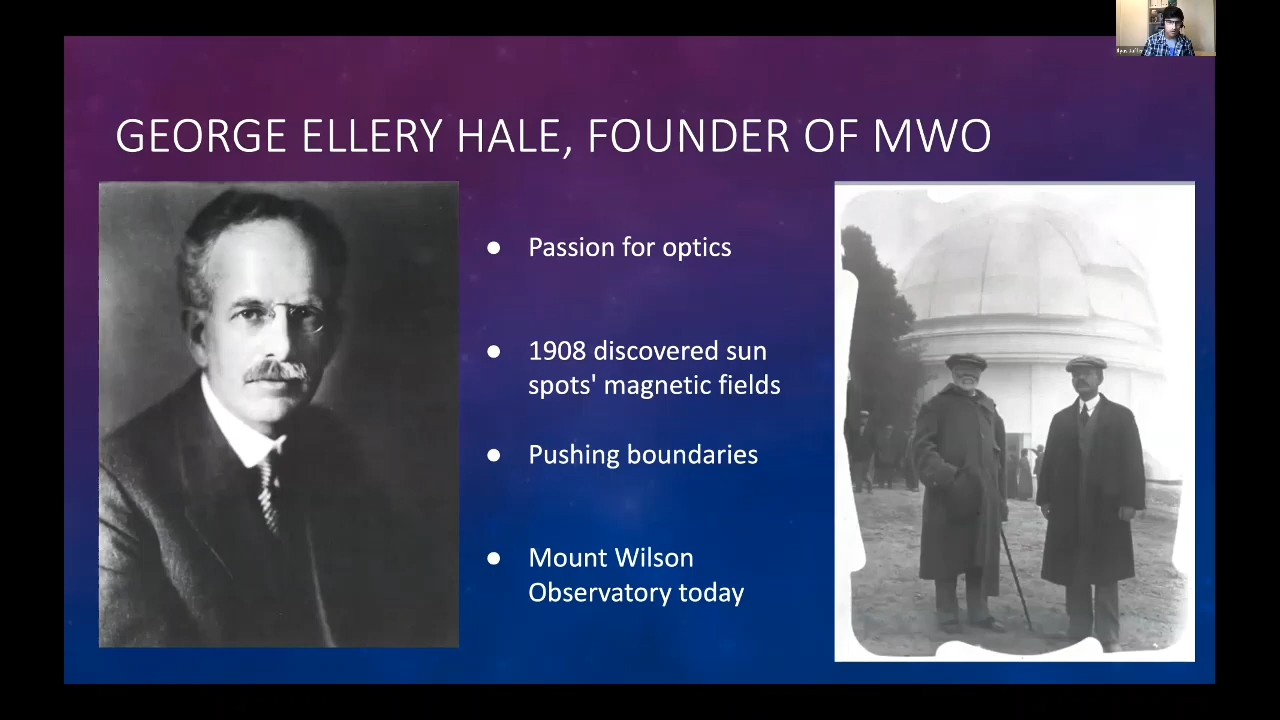 GEORGE ELLERY HALE, FOUNDER OF MWO
● Passion for optics
● 1908 discovered sun
spots' magnetic fields
● Pushing boundaries
● Mount Wilson
Observatory today